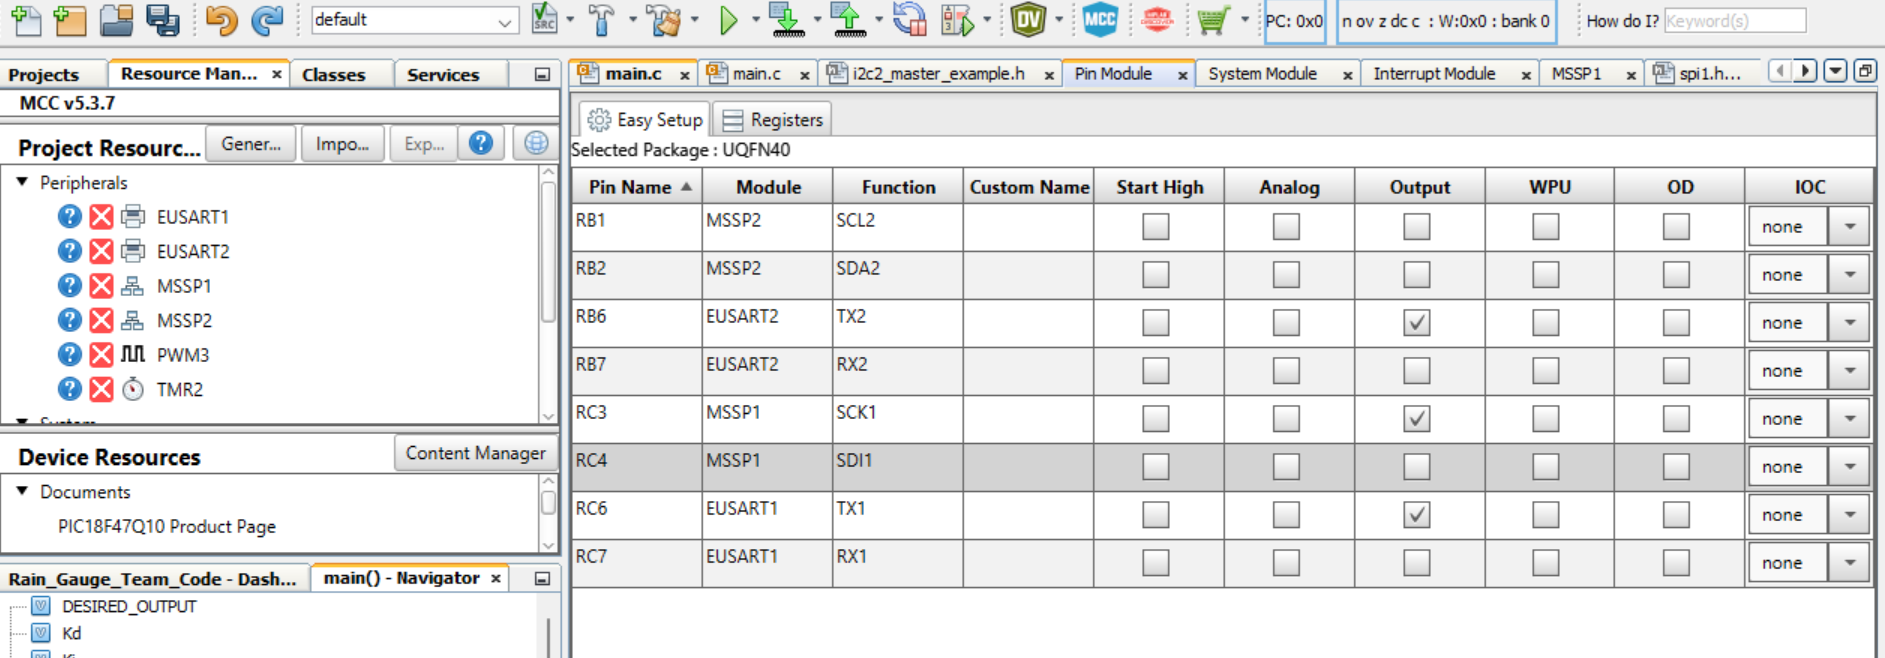 default
SRC
DV
MCC
PC: 0x0
n ov z dc c : W:0x0 : bank 0
How do I?
Keyword(s)
Projects
Resource Man... ×
Classes
Services
main.c ×
main.c ×
i2c2_master_example.h ×
Pin Module ×
System Module ×
Interrupt Module ×
MSSP1 ×
spi1.h...
MCC v5.3.7
Project Resourc...
Gener...
Impo...
Exp...
Peripherals
EUSART1
EUSART2
MSSP1
MSSP2
PWM3
TMR2
System
Device Resources
Content Manager
Documents
PIC18F47Q10 Product Page
Rain_Gauge_Team_Code - Dash...
main() - Navigator ×
DESIRED_OUTPUT
Kd
Easy Setup
Registers
Selected Package : UQFN40
Pin Name Module Function Custom Name Start High Analog Output WPU OD IOC
RB1 MSSP2 SCL2 none
RB2 MSSP2 SDA2 none
RB6 EUSART2 TX2 none
RB7 EUSART2 RX2 none
RC3 MSSP1 SCK1 none
RC4 MSSP1 SDI1 none
RC6 EUSART1 TX1 none
RC7 EUSART1 RX1 none